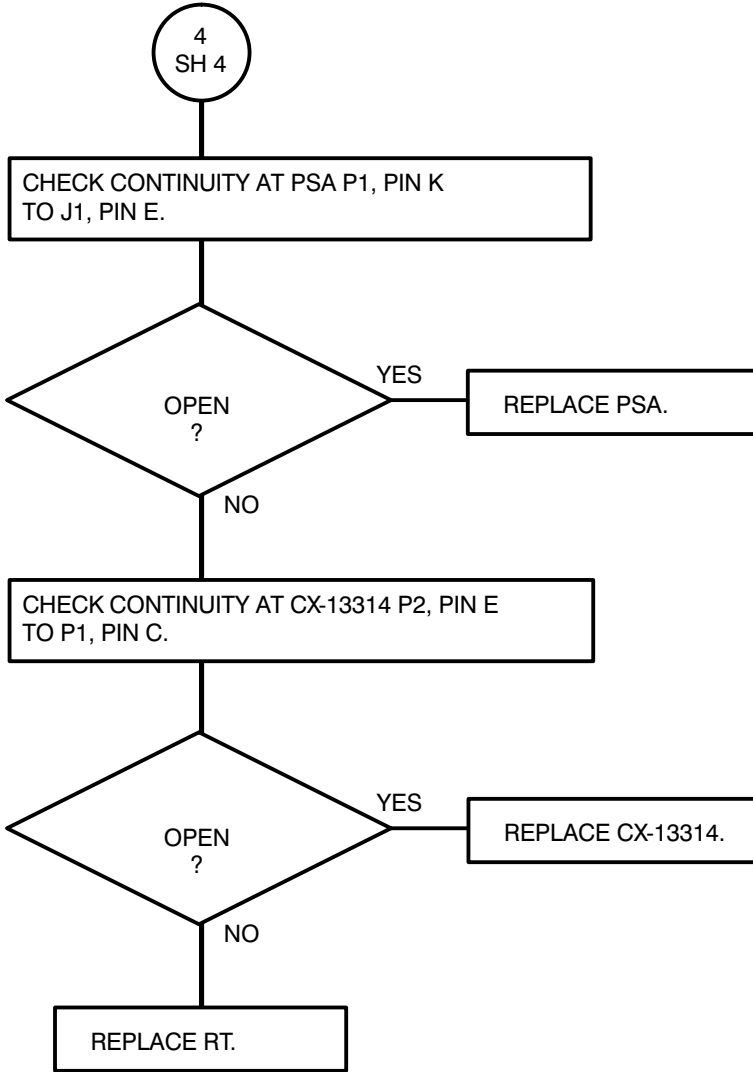 4
SH 4
CHECK CONTINUITY AT PSA P1, PIN K
TO J1, PIN E.
OPEN
?
YES
REPLACE PSA.
NO
CHECK CONTINUITY AT CX-13314 P2, PIN E
TO P1, PIN C.
OPEN
?
YES
REPLACE CX-13314.
NO
REPLACE RT.